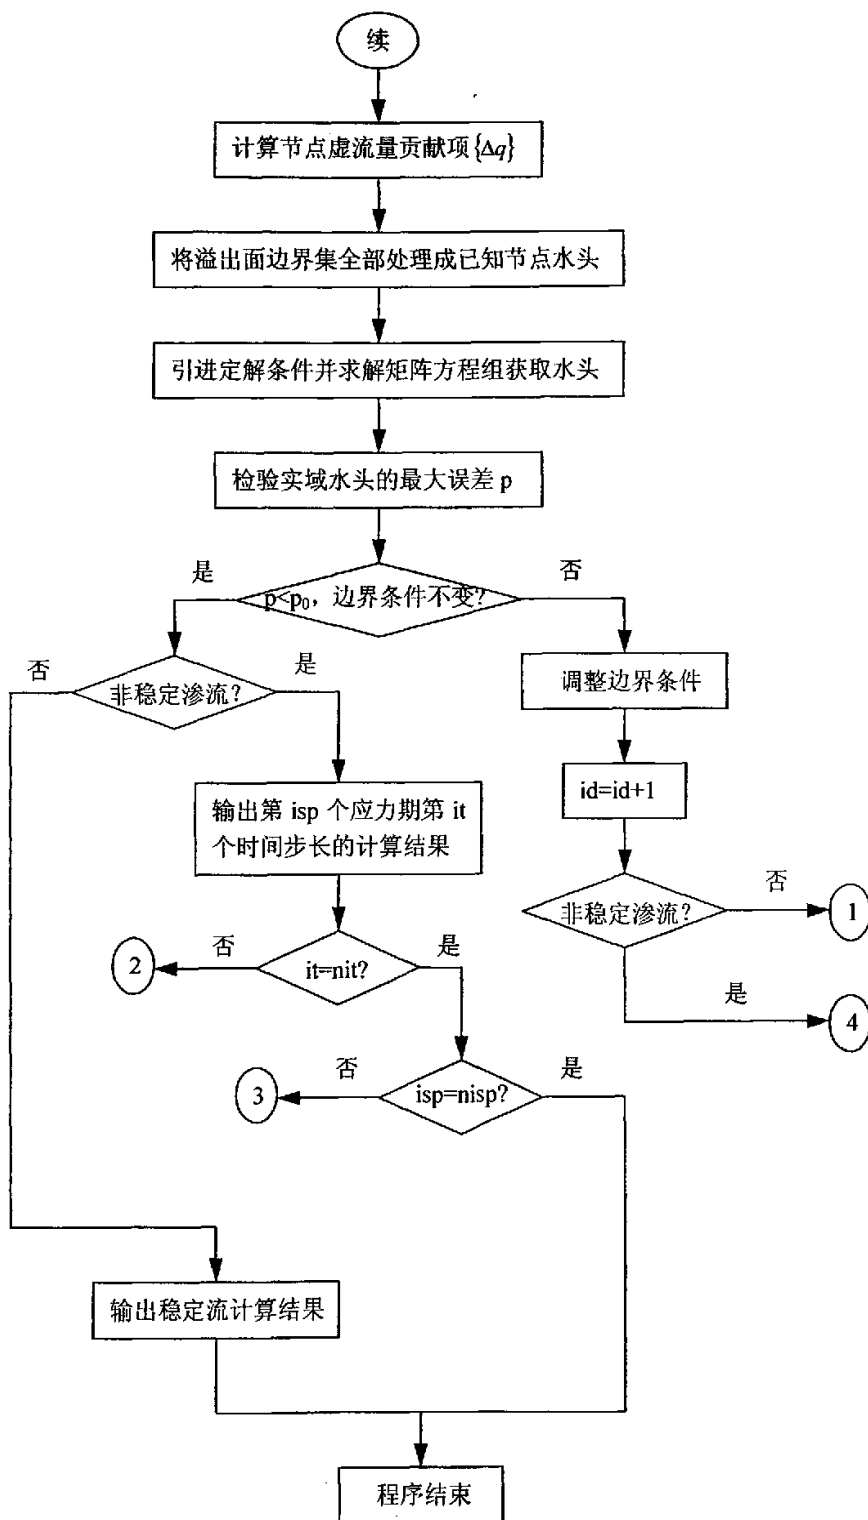 续
计算节点虚流量贡献项{Δq}
将溢出面边界集全部处理成已知节点水头
引进定解条件并求解矩阵方程组获取水头
检验实域水头的最大误差 p
是
否
p<p₀，边界条件不变?
否
是
非稳定渗流?
调整边界条件
输出第 isp 个应力期第 it
个时间步长的计算结果
id=id+1
非稳定渗流?
否
1
否
是
2
it=nit?
是
4
否
是
3
isp=nisp?
输出稳定流计算结果
程序结束